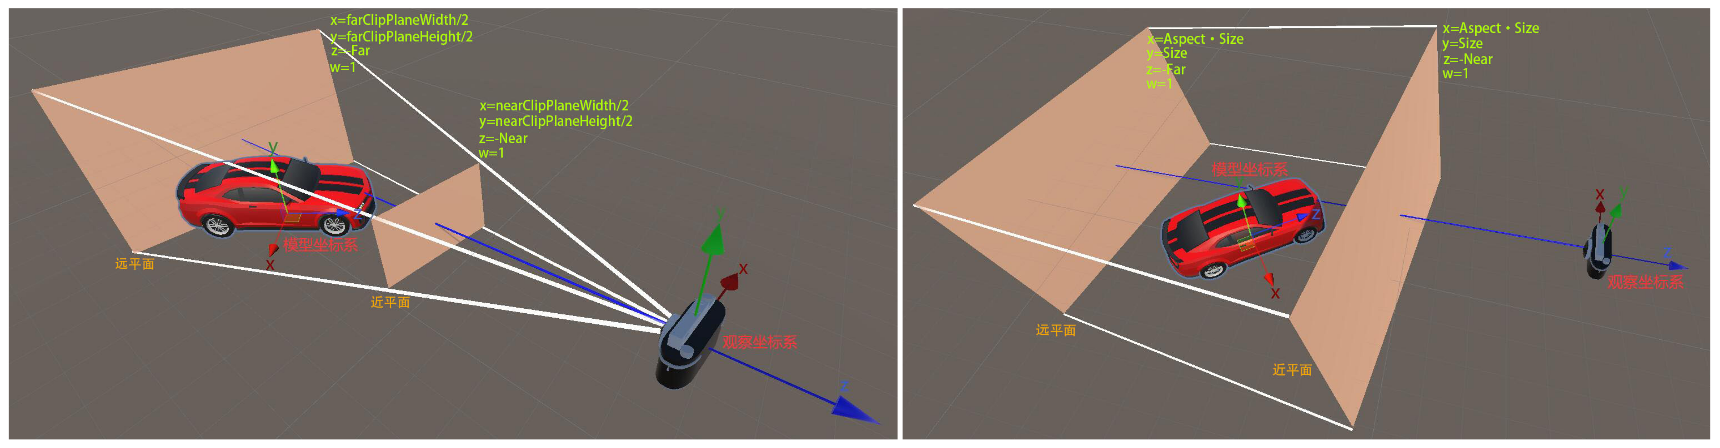 x=farClipPlaneWidth/2
y=farClipPlaneHeight/2
z=-Far
w=1
x=nearClipPlaneWidth/2
y=nearClipPlaneHeight/2
z=-Near
w=1
y
z
模型坐标系
x
远平面
近平面
y
x
观察坐标系
z
x=Aspect·Size
y=Size
z=-Far
w=1
x=Aspect·Size
y=Size
z=-Near
w=1
模型坐标系
y
z
x
远平面
近平面
x
y
z
观察坐标系